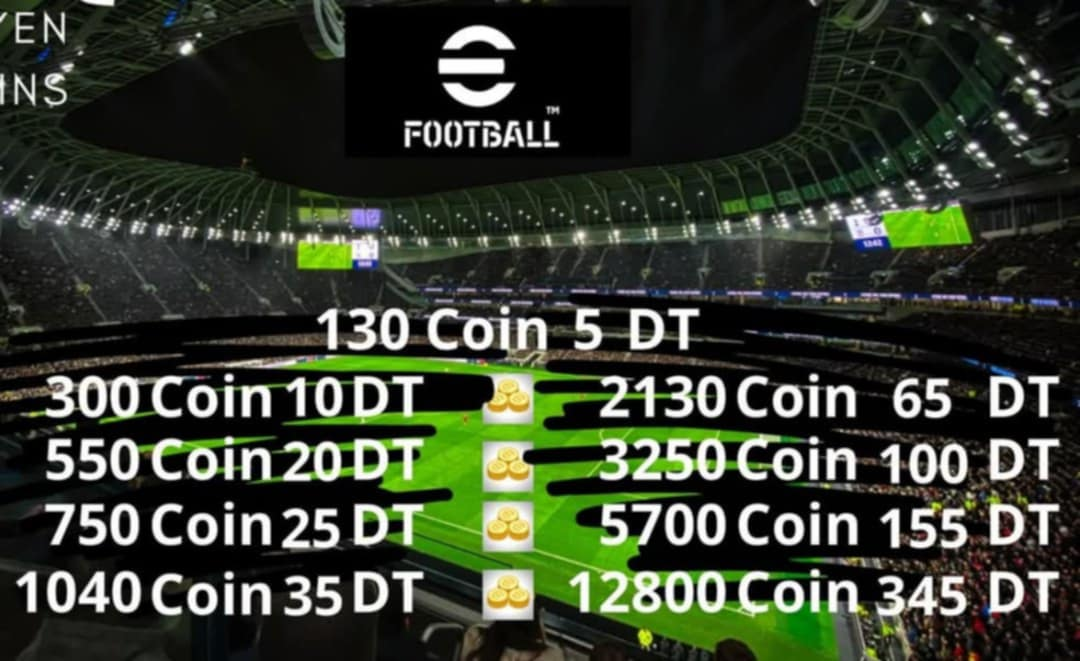 YEN
INS
FOOTBALL™
130 Coin 5 DT
300 Coin 10 DT
2130 Coin 65 DT
550 Coin 20 DT
3250 Coin 100 DT
750 Coin 25 DT
5700 Coin 155 DT
1040 Coin 35 DT
12800 Coin 345 DT